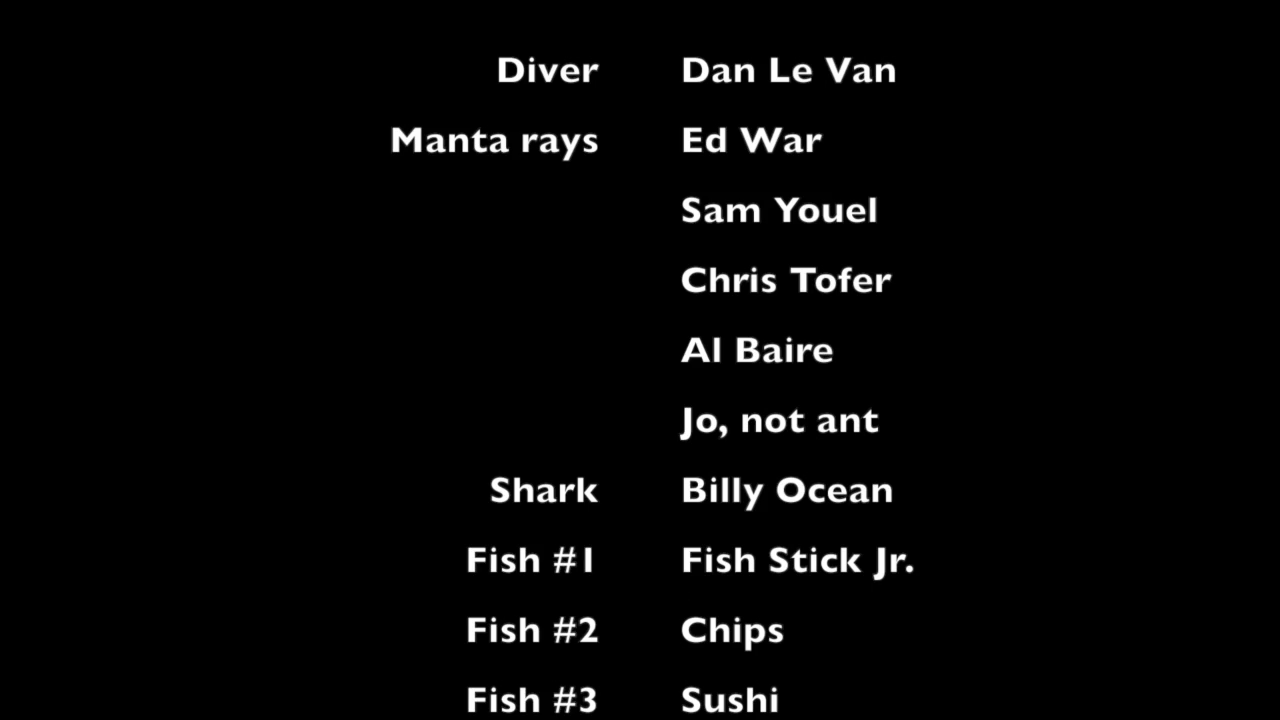 Diver Dan Le Van
Manta rays Ed War
Sam Youel
Chris Tofer
Al Baire
Jo, not ant
Shark Billy Ocean
Fish #1 Fish Stick Jr.
Fish #2 Chips
Fish #3 Sushi